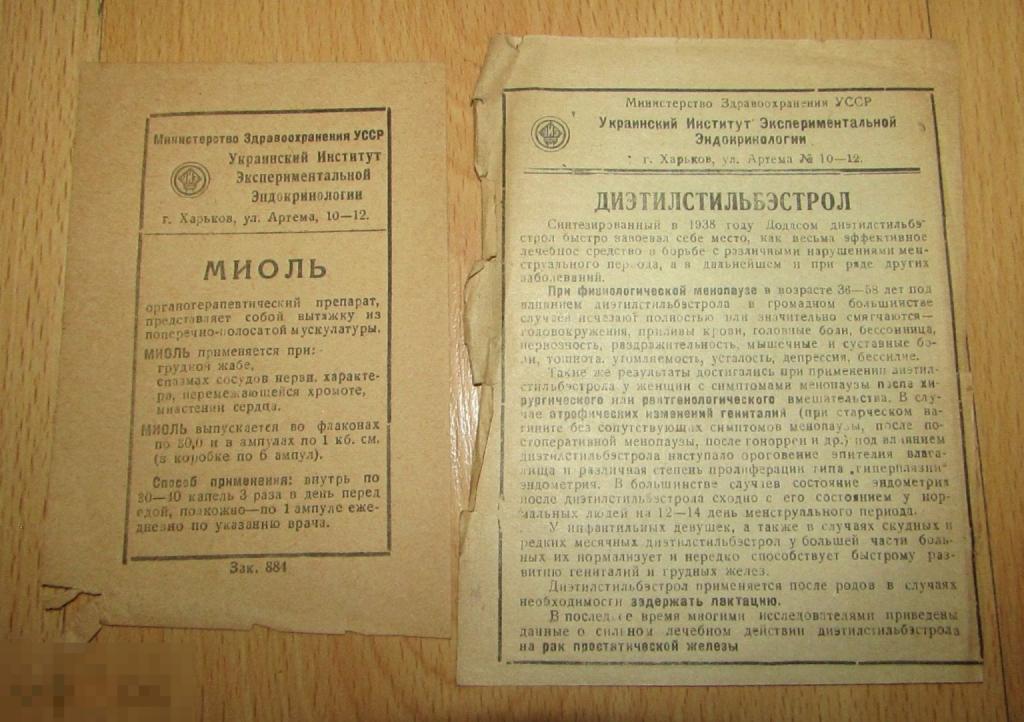 Министерство Здравоохранения УССР
Украинский Институт
Экспериментальной
Эндокринологии
г. Харьков, ул. Артема, 10—12.
МИОЛЬ
органотерапевтический препарат,
представляет собой вытяжку из
поперечно-полосатой мускулатуры.
МИОЛЬ применяется при:
грудной жабе,
спазмах сосудов нервн. характе-
ра, перемежающейся хромоте,
миастении сердца.
МИОЛЬ выпускается во флаконах
по 30,0 и в ампулах по 1 кб. см.
(в коробке по 6 ампул).
Способ применения: внутрь по
30—40 капель 3 раза в день перед
едой, подкожно—по 1 ампуле еже-
дневно по указанию врача.
Зак. 884
Министерство Здравоохранения УССР
Украинский Институт Экспериментальной
Эндокринологии
г. Харьков, ул. Артема № 10—12.
ДИЭТИЛСТИЛЬБЭСТРОЛ
Синтезированный в 1938 году Додасом диэтилстильбэ-
строл быстро завоевал себе место, как весьма эффективное
лечебное средство в борьбе с различными нарушениями мен-
струального периода, а в дальнейшем и при ряде других
заболеваний.
При физиологической менопаузе в возрасте 36—58 лет под
влиянием диэтилстильбэстрола в громадном большинстве
случаев исчезают полностью или значительно смягчаются—
головокружения, приливы крови, головные боли, бессонница,
нервозность, раздражительность, мышечные и суставные бо-
ли, тошнота, утомляемость, усталость, депрессия, бессилие.
Такие же результаты достигались при применении диэтил-
стильбэстрола у женщин с симптомами менопаузы после хи-
рургического или рентгенологического вмешательства. В слу-
чае атрофических изменений гениталий (при старческом ва-
гините без сопутствующих симптомов менопаузы, после по-
стоперативной менопаузы, после гонорреи и др.) под влиянием
диэтилстильбэстрола наступало ороговение эпителия влага-
лища и различная степень пролиферации типа „гиперплязии"
эндометрия. В большинстве случаев состояние эндометрия
после диэтилстильбэстрола сходно с его состоянием у нор-
мальных людей на 12—14 день менструального периода.
У инфантильных девушек, а также в случаях скудных и
редких месячных диэтилстильбэстрол у большей части боль-
ных их нормализует и нередко способствует быстрому раз-
витию гениталий и грудных желез.
Диэтилстильбэстрол применяется после родов в случаях
необходимости задержать лактацию.
В последнее время многими исследователями приведены
данные о сильном лечебном действии диэтилстильбэстрола
на рак простатической железы